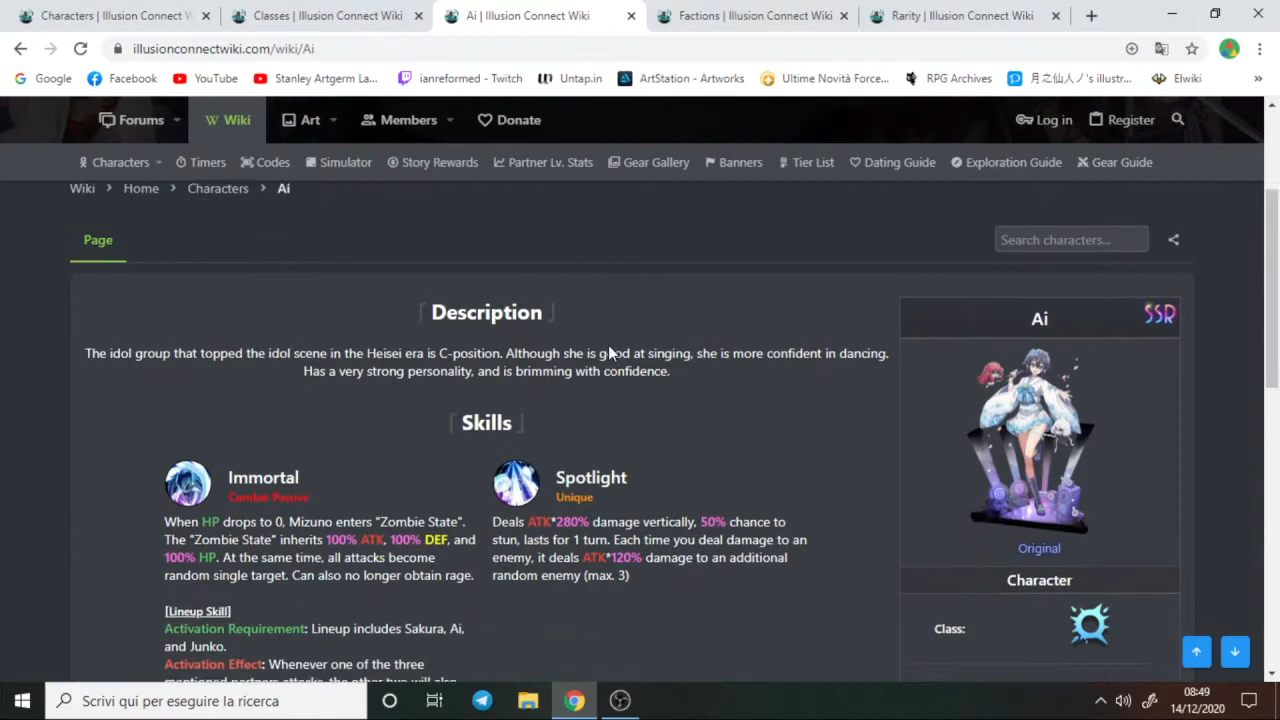 Characters | Illusion Connect W
Classes | Illusion Connect Wiki
Ai | Illusion Connect Wiki
Factions | Illusion Connect Wiki
Rarity | Illusion Connect Wiki
illusionconnectwiki.com/wiki/Ai
Google
Facebook
YouTube
Stanley Artgerm La...
ianreformed - Twitch
Untap.in
ArtStation - Artworks
Ultime Novità Force...
RPG Archives
月之仙人ノ's illustr...
Elwiki
Forums
Wiki
Art
Members
Donate
Log in
Register
Characters
Timers
Codes
Simulator
Story Rewards
Partner Lv. Stats
Gear Gallery
Banners
Tier List
Dating Guide
Exploration Guide
Gear Guide
Wiki > Home > Characters > Ai
Page
Search characters...
Description
The idol group that topped the idol scene in the Heisei era is C-position. Although she is good at singing, she is more confident in dancing.
Has a very strong personality, and is brimming with confidence.
Skills
Immortal
Combat Passive
When HP drops to 0, Mizuno enters "Zombie State".
The "Zombie State" inherits 100% ATK, 100% DEF, and
100% HP. At the same time, all attacks become
random single target. Can also no longer obtain rage.
[Lineup Skill]
Activation Requirement: Lineup includes Sakura, Ai,
and Junko.
Activation Effect: Whenever one of the three
mentioned partners attacks, the other two will also
Spotlight
Unique
Deals ATK*280% damage vertically, 50% chance to
stun, lasts for 1 turn. Each time you deal damage to an
enemy, it deals ATK*120% damage to an additional
random enemy (max. 3)
Ai
SSR
Original
Character
Class:
Scrivi qui per eseguire la ricerca
08:49
14/12/2020